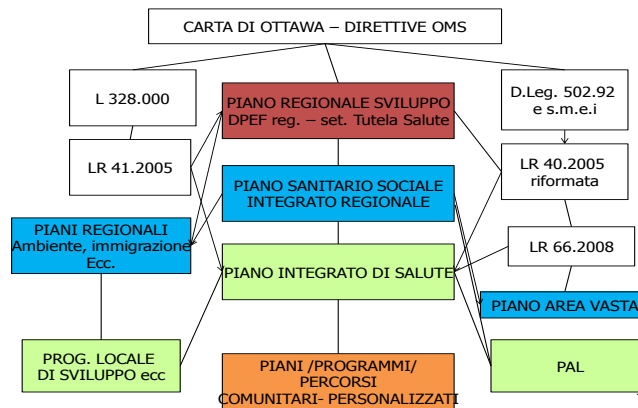 CARTA DI OTTAWA – DIRETTIVE OMS
L 328.000
PIANO REGIONALE SVILUPPO
DPEF reg. – set. Tutela Salute
D.Leg. 502.92
e s.m.e.i
LR 41.2005
PIANO SANITARIO SOCIALE
INTEGRATO REGIONALE
LR 40.2005
riformata
PIANI REGIONALI
Ambiente, immigrazione
Ecc.
PIANO INTEGRATO DI SALUTE
LR 66.2008
PIANO AREA VASTA
PROG. LOCALE
DI SVILUPPO ecc
PIANI /PROGRAMMI/
PERCORSI
COMUNITARI- PERSONALIZZATI
PAL